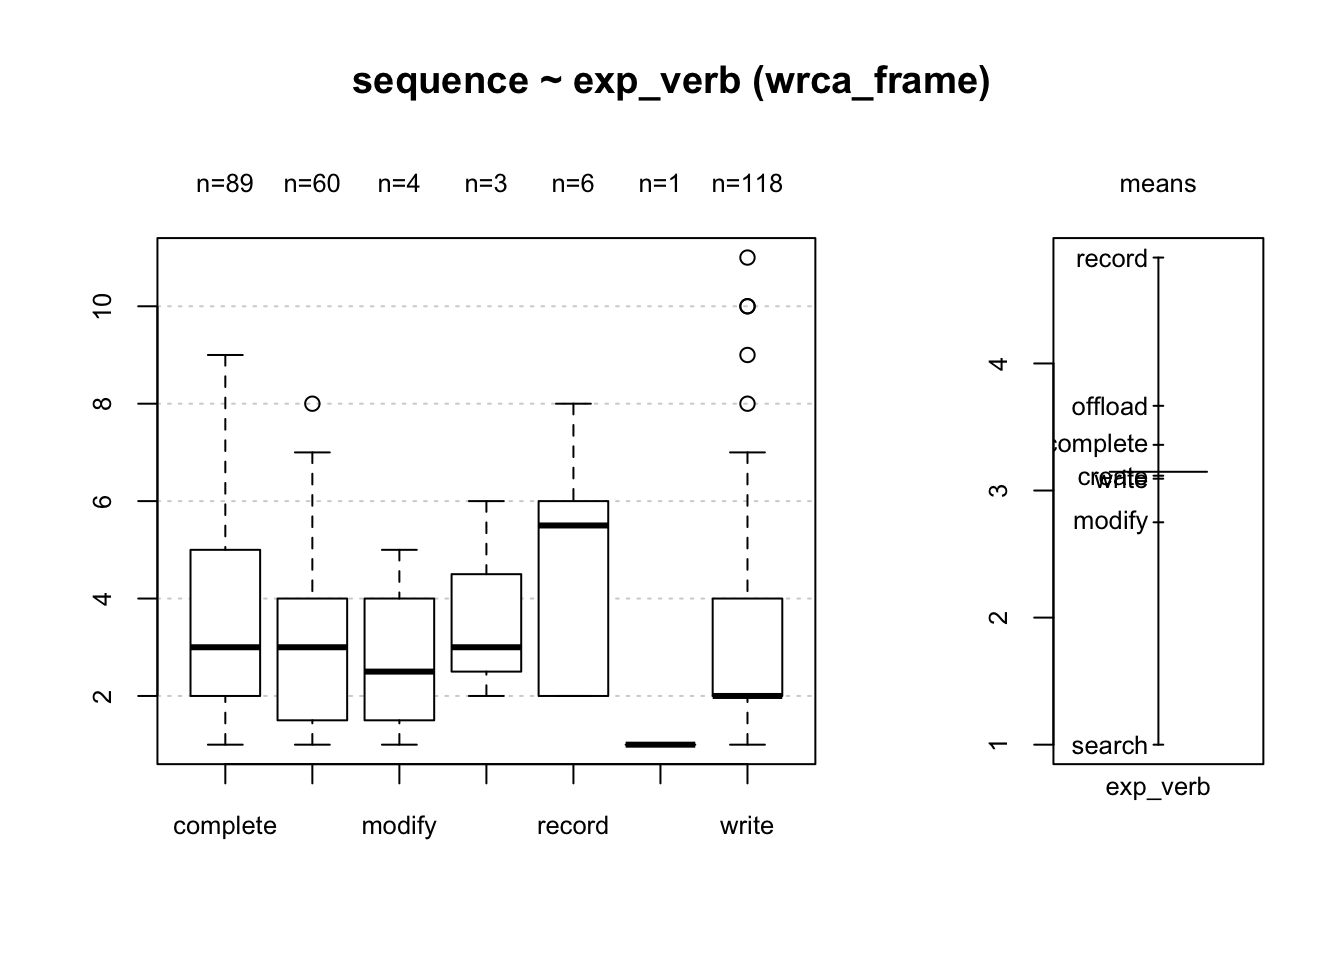 sequence ~ exp_verb (wrca_frame)
n=89 n=60 n=4 n=3 n=6 n=1 n=118
10
8
6
4
2
complete modify record write
means
record
4
offload
complete
create
write
3
modify
2
1
search
exp_verb